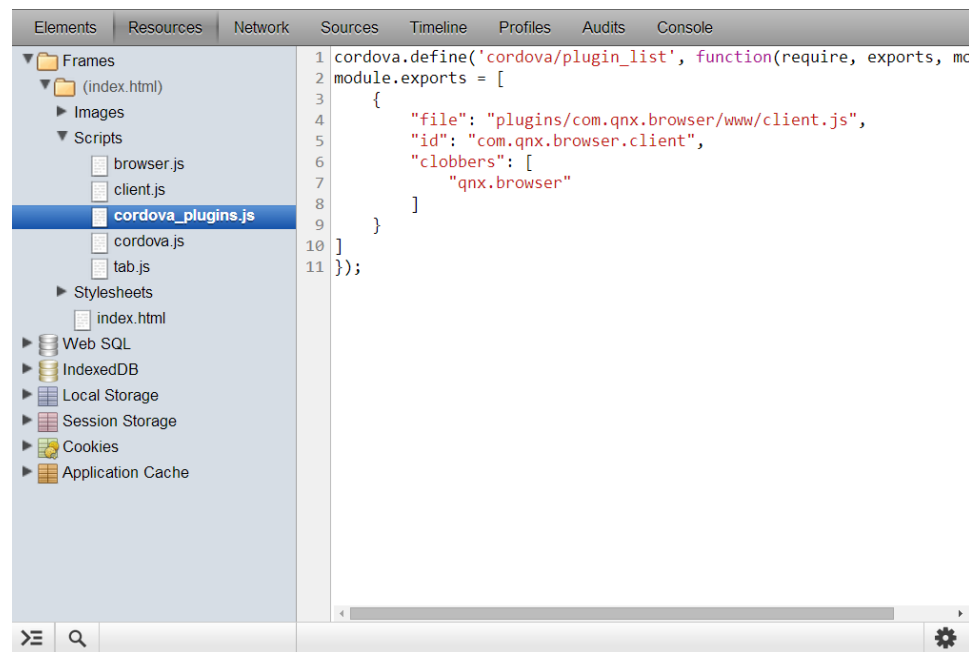 Elements Resources Network Sources Timeline Profiles Audits Console
Frames
(index.html)
Images
Scripts
browser.js
client.js
cordova_plugins.js
cordova.js
tab.js
Stylesheets
index.html
Web SQL
IndexedDB
Local Storage
Session Storage
Cookies
Application Cache
1 cordova.define('cordova/plugin_list', function(require, exports, mo
2 module.exports = [
3 {
4 "file": "plugins/com.qnx.browser/www/client.js",
5 "id": "com.qnx.browser.client",
6 "clobbers": [
7 "qnx.browser"
8 ]
9 }
10 ]
11 });